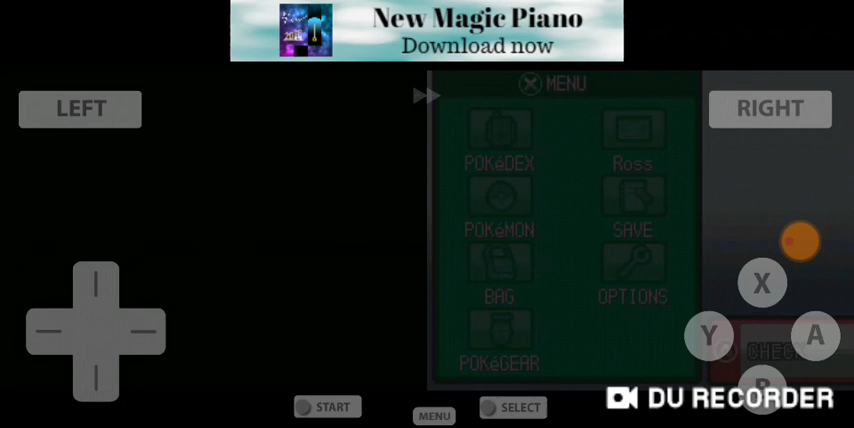 New Magic Piano
Download now
LEFT
RIGHT
MENU
POKéDEX
Ross
POKéMON
SAVE
BAG
OPTIONS
POKéGEAR
X
Y
A
B
CHECK
START
MENU
SELECT
DU RECORDER